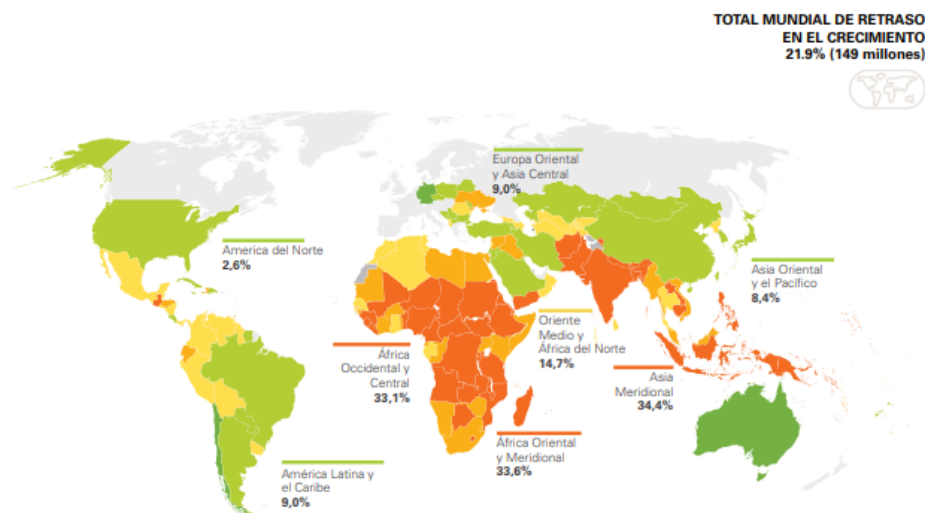 TOTAL MUNDIAL DE RETRASO
EN EL CRECIMIENTO
21.9% (149 millones)
Europa Oriental
y Asia Central
9,0%
America del Norte
2,6%
Asia Oriental
y el Pacífico
8,4%
Oriente
Medio y
África del Norte
14,7%
África
Occidental y
Central
33,1%
Asia
Meridional
34,4%
África Oriental
y Meridional
33,6%
América Latina y
el Caribe
9,0%